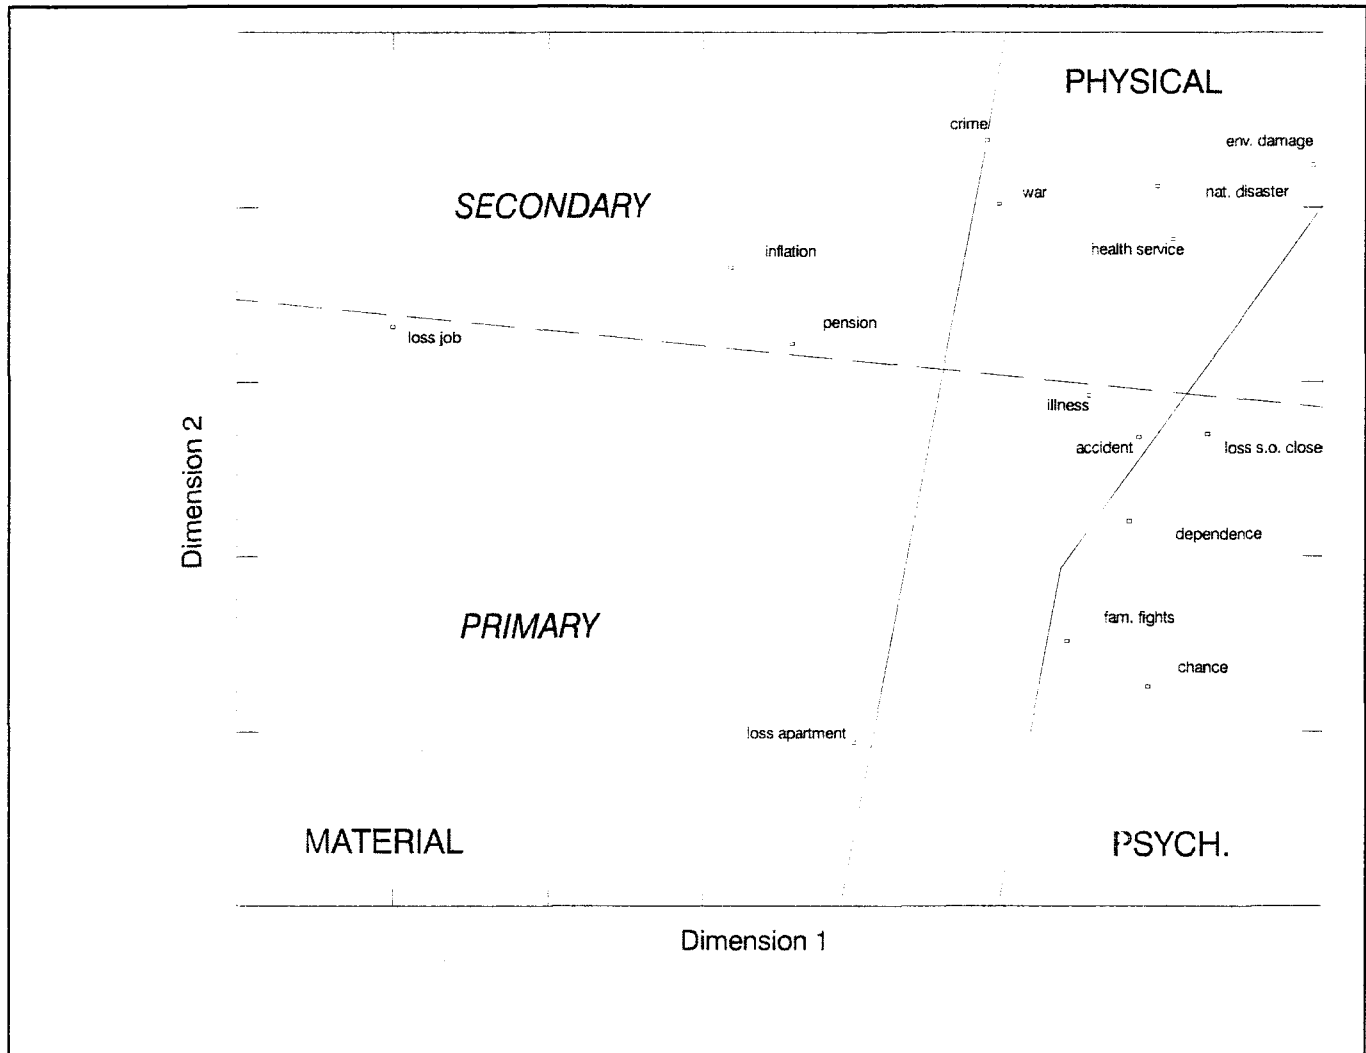 PHYSICAL
crime
env. damage
SECONDARY
war
nat. disaster
inflation
health service
loss job
pension
illness
accident
loss s.o. close
Dimension 2
dependence
PRIMARY
fam. fights
chance
loss apartment
MATERIAL
PSYCH.
Dimension 1